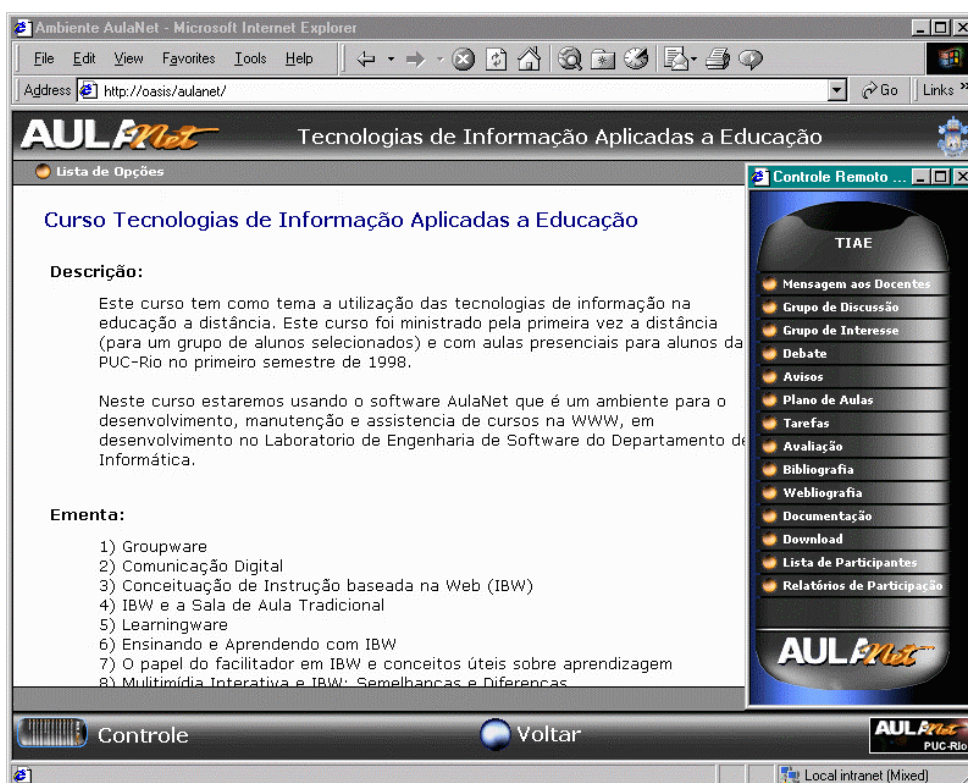 Ambiente AulaNet - Microsoft Internet Explorer
File Edit View Favorites Tools Help
Address http://oasis/aulanet/ Go Links
AULANet Tecnologias de Informação Aplicadas a Educação
Lista de Opções
Curso Tecnologias de Informação Aplicadas a Educação
Descrição:
Este curso tem como tema a utilização das tecnologias de informação na
educação a distância. Este curso foi ministrado pela primeira vez a distância
(para um grupo de alunos selecionados) e com aulas presenciais para alunos da
PUC-Rio no primeiro semestre de 1998.
Neste curso estaremos usando o software AulaNet que é um ambiente para o
desenvolvimento, manutenção e assistencia de cursos na WWW, em
desenvolvimento no Laboratorio de Engenharia de Software do Departamento de
Informática.
Ementa:
1) Groupware
2) Comunicação Digital
3) Conceituação de Instrução baseada na Web (IBW)
4) IBW e a Sala de Aula Tradicional
5) Learningware
6) Ensinando e Aprendendo com IBW
7) O papel do facilitador em IBW e conceitos úteis sobre aprendizagem
8) Mulitimídia Interativa e IBW: Semelhanças e Diferenças
Controle Remoto ...
TIAE
Mensagem aos Docentes
Grupo de Discussão
Grupo de Interesse
Debate
Avisos
Plano de Aulas
Tarefas
Avaliação
Bibliografia
Webliografia
Documentação
Download
Lista de Participantes
Relatórios de Participação
AULANet
Controle Voltar
AULANet
PUC-Rio
Local intranet (Mixed)